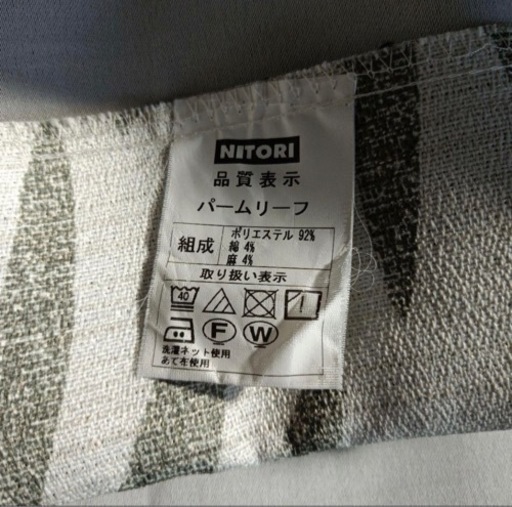 NITORI
品質表示
パームリーフ
組成 ポリエステル 92%
綿 4%
麻 4%
取り扱い表示
40
F W
洗濯ネット使用
あて布使用